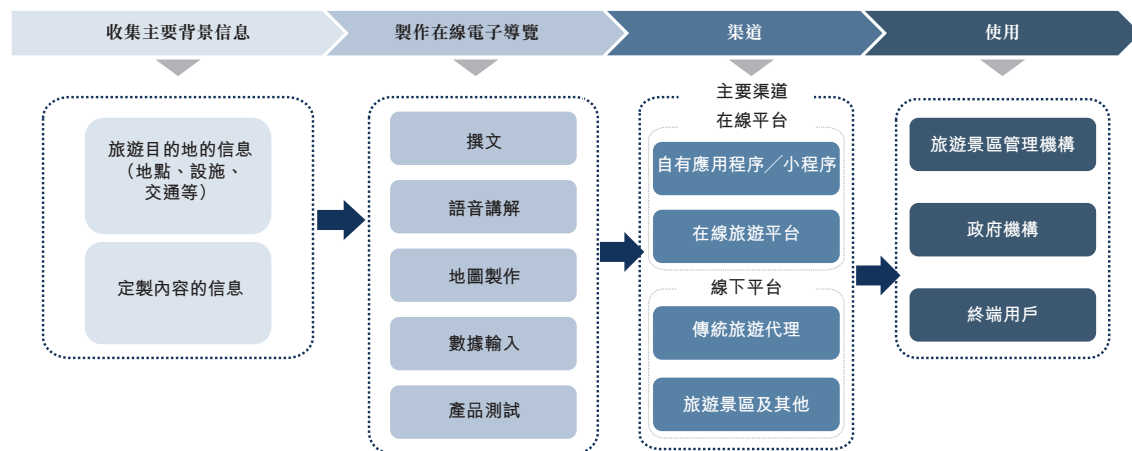 收集主要背景信息
製作在線電子導覽
渠道
使用
旅遊目的地的信息
（地點、設施、
交通等）
定製內容的信息
撰文
語音講解
地圖製作
數據輸入
產品測試
主要渠道
在線平台
自有應用程序／小程序
在線旅遊平台
線下平台
傳統旅遊代理
旅遊景區及其他
旅遊景區管理機構
政府機構
終端用戶